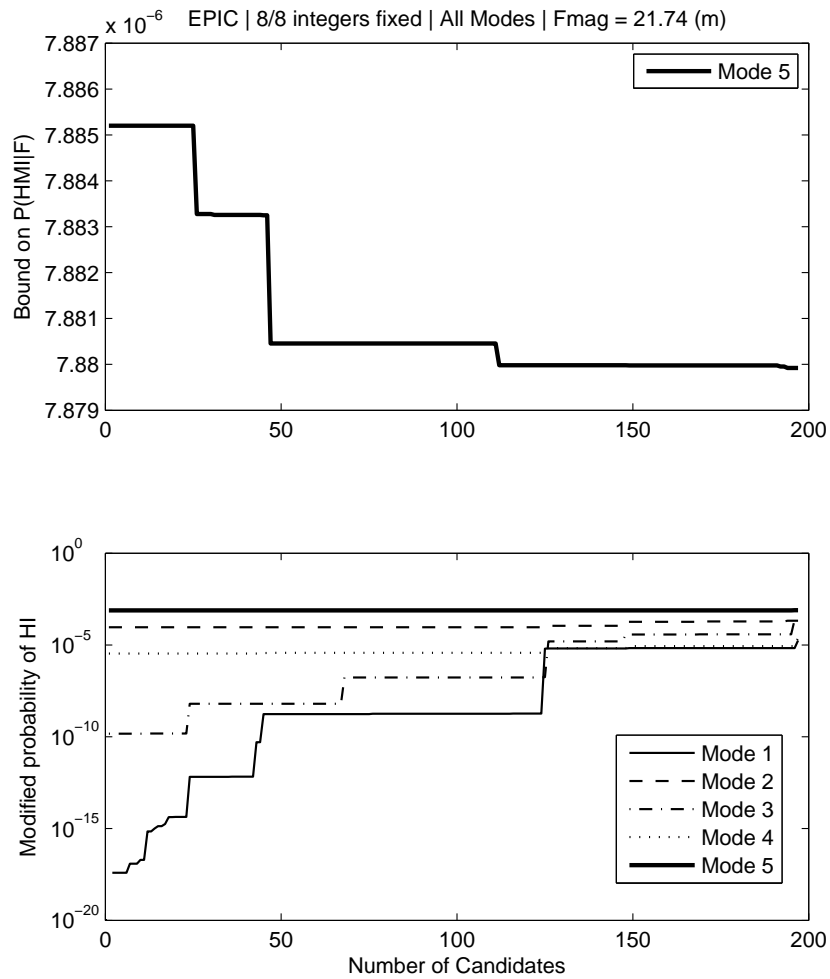 x 10−6 EPIC | 8/8 integers fixed | All Modes | Fmag = 21.74 (m)
7.887
7.886
7.885
7.884
7.883
7.882
7.881
7.88
7.879
Bound on P(HMI|F)
Mode 5
0 50 100 150 200
10^0
10^−5
10^−10
10^−15
10^−20
Modified probability of HI
Mode 1
Mode 2
Mode 3
Mode 4
Mode 5
0 50 100 150 200
Number of Candidates